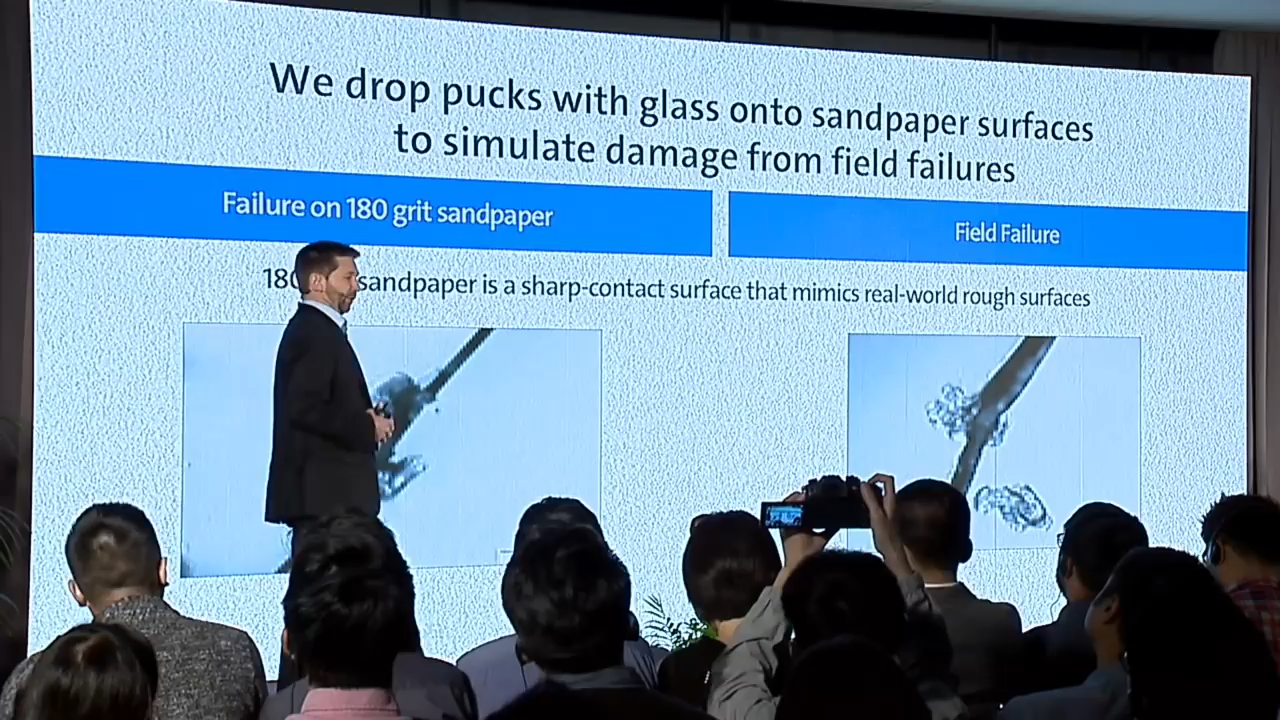 We drop pucks with glass onto sandpaper surfaces
to simulate damage from field failures
Failure on 180 grit sandpaper
Field Failure
180 sandpaper is a sharp-contact surface that mimics real-world rough surfaces